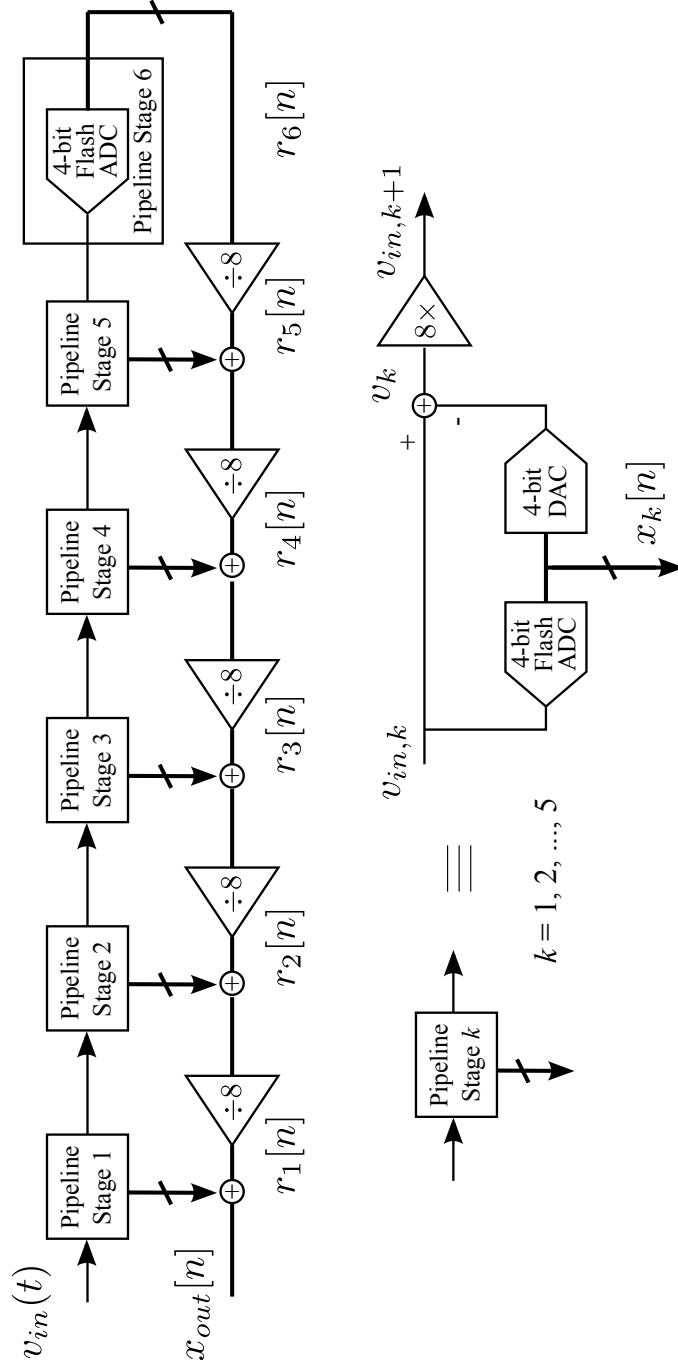 v_{in}(t)
Pipeline
Stage 1
Pipeline
Stage 2
Pipeline
Stage 3
Pipeline
Stage 4
Pipeline
Stage 5
4-bit
Flash
ADC
Pipeline Stage 6
x_{out}[n]
+
÷8
+
÷8
+
÷8
+
÷8
+
÷8
r_1[n]
r_2[n]
r_3[n]
r_4[n]
r_5[n]
r_6[n]
Pipeline
Stage k
≡
k = 1, 2, ..., 5
v_{in,k}
+
v_k
+
-
8×
v_{in,k+1}
4-bit
Flash
ADC
4-bit
DAC
x_k[n]